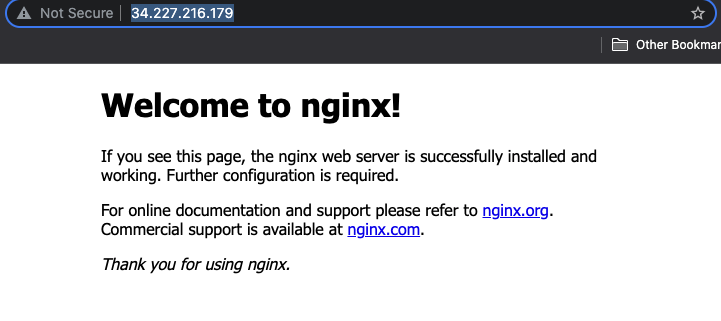 Not Secure | 34.227.216.179
Other Bookmar
Welcome to nginx!
If you see this page, the nginx web server is successfully installed and
working. Further configuration is required.
For online documentation and support please refer to nginx.org.
Commercial support is available at nginx.com.
Thank you for using nginx.